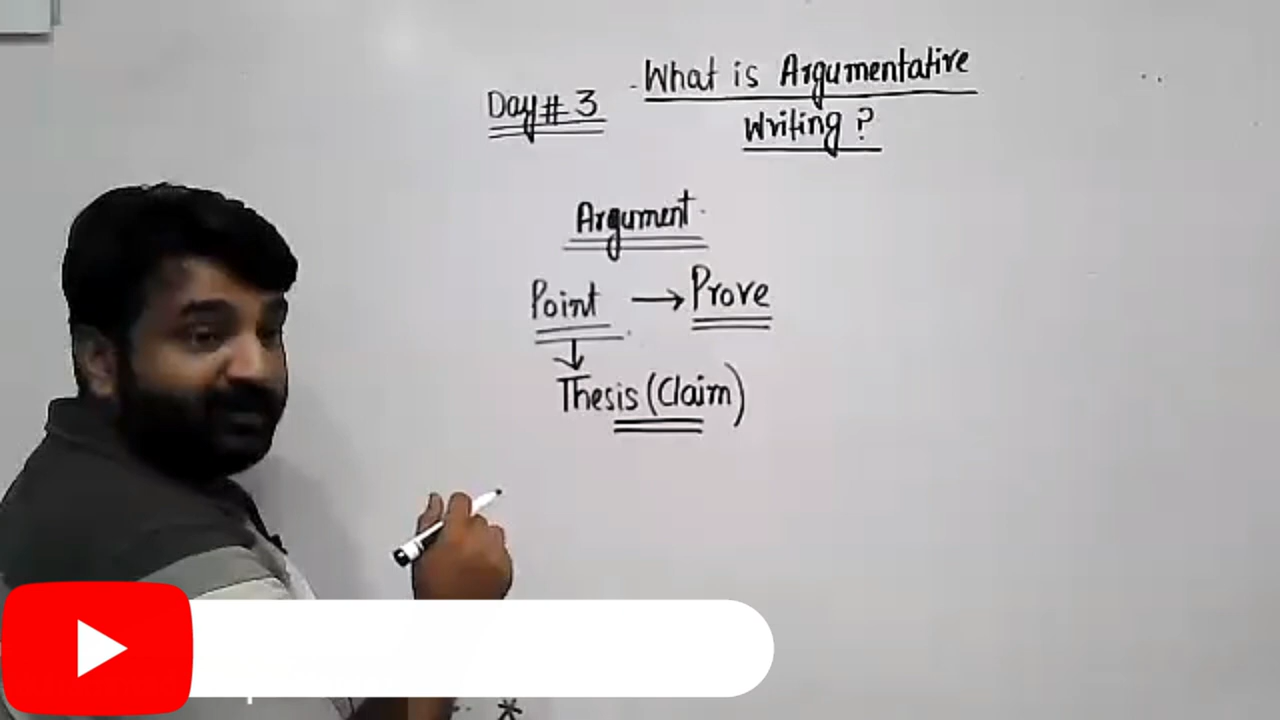 Day # 3
What is Argumentative
Writing ?
Argument
Point → Prove
↓
Thesis (Claim)
*